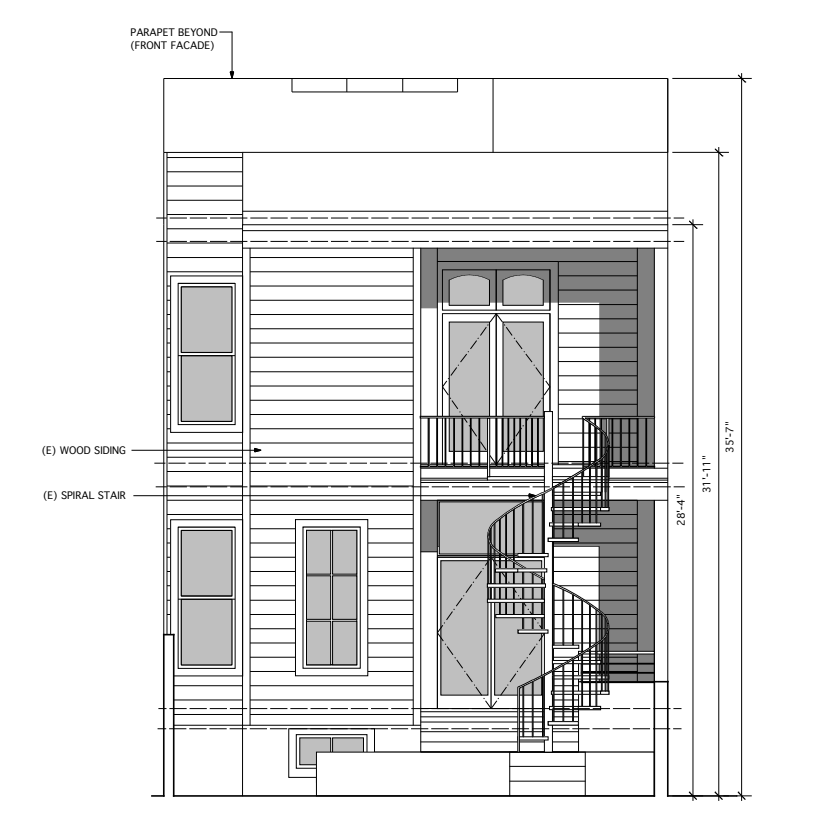 PARAPET BEYOND
(FRONT FACADE)
(E) WOOD SIDING
(E) SPIRAL STAIR
28'-4"
31'-11"
35'-7"